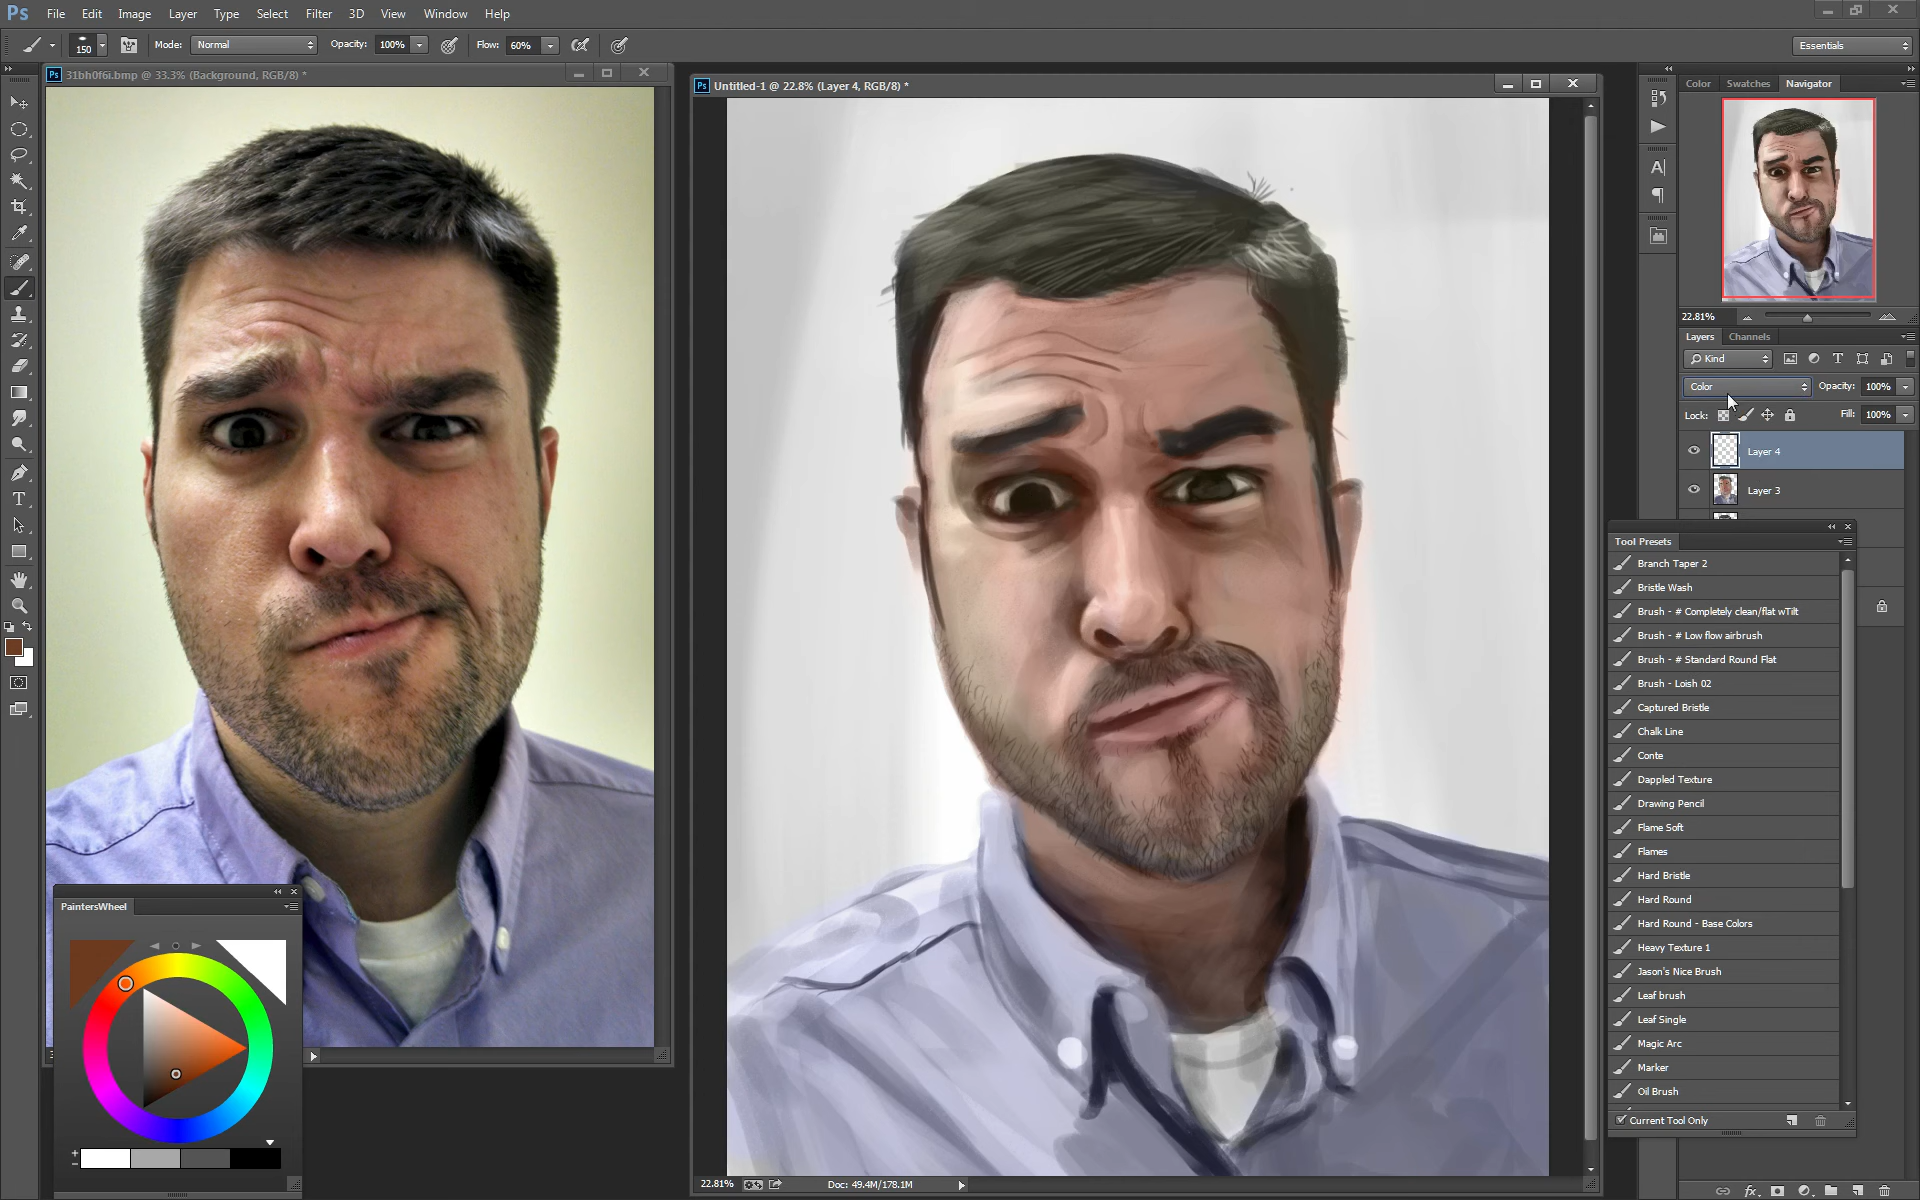 Ps File Edit Image Layer Type Select Filter 3D View Window Help
150 Mode: Normal Opacity: 100% Flow: 60% Essentials
Ps 31bh0f6i.bmp @ 33.3% (Background, RGB/8) *
Ps Untitled-1 @ 22.8% (Layer 4, RGB/8) *
Color Swatches Navigator
22.81%
Layers Channels
Kind
Color Opacity: 100%
Lock: Fill: 100%
Layer 4
Layer 3
Tool Presets
Branch Taper 2
Bristle Wash
Brush - # Completely clean/flat wTilt
Brush - # Low flow airbrush
Brush - # Standard Round Flat
Brush - Loish 02
Captured Bristle
Chalk Line
Conte
Dappled Texture
Drawing Pencil
Flame Soft
Flames
Hard Bristle
Hard Round
Hard Round - Base Colors
Heavy Texture 1
Jason's Nice Brush
Leaf brush
Leaf Single
Magic Arc
Marker
Oil Brush
Current Tool Only
PaintersWheel
22.81% Doc: 49.4M/178.1M